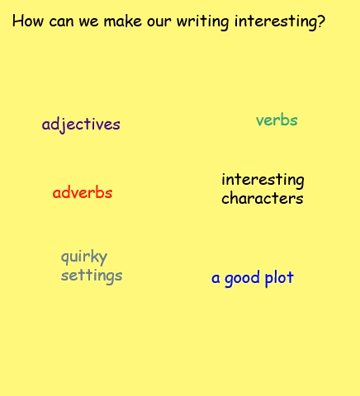 How can we make our writing interesting?
adjectives
verbs
adverbs
interesting
characters
quirky
settings
a good plot